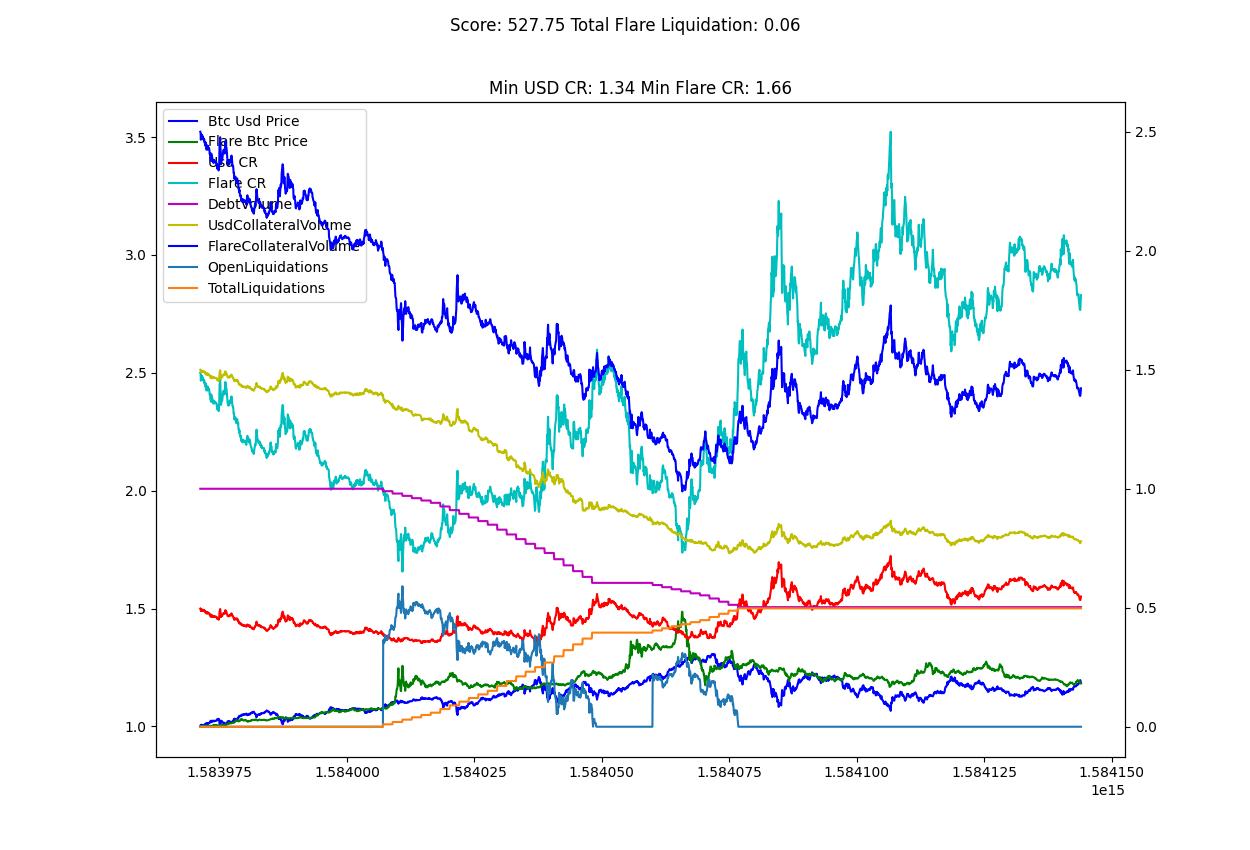 Score: 527.75 Total Flare Liquidation: 0.06
Min USD CR: 1.34 Min Flare CR: 1.66
Btc Usd Price
Flare Btc Price
Usd CR
Flare CR
DebtVolume
UsdCollateralVolume
FlareCollateralVolume
OpenLiquidations
TotalLiquidations
3.5
3.0
2.5
2.0
1.5
1.0
2.5
2.0
1.5
1.0
0.5
0.0
1.583975 1.584000 1.584025 1.584050 1.584075 1.584100 1.584125 1.584150
1e15